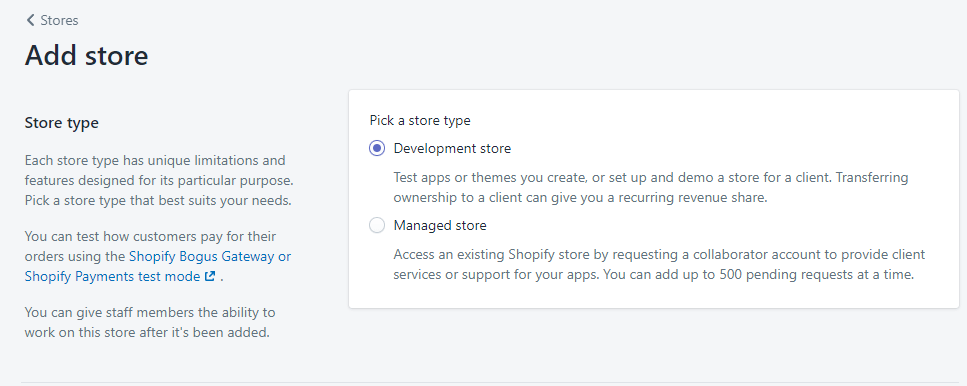 Stores
Add store
Store type
Each store type has unique limitations and
features designed for its particular purpose.
Pick a store type that best suits your needs.
You can test how customers pay for their
orders using the Shopify Bogus Gateway or
Shopify Payments test mode .
You can give staff members the ability to
work on this store after it's been added.
Pick a store type
Development store
Test apps or themes you create, or set up and demo a store for a client. Transferring
ownership to a client can give you a recurring revenue share.
Managed store
Access an existing Shopify store by requesting a collaborator account to provide client
services or support for your apps. You can add up to 500 pending requests at a time.